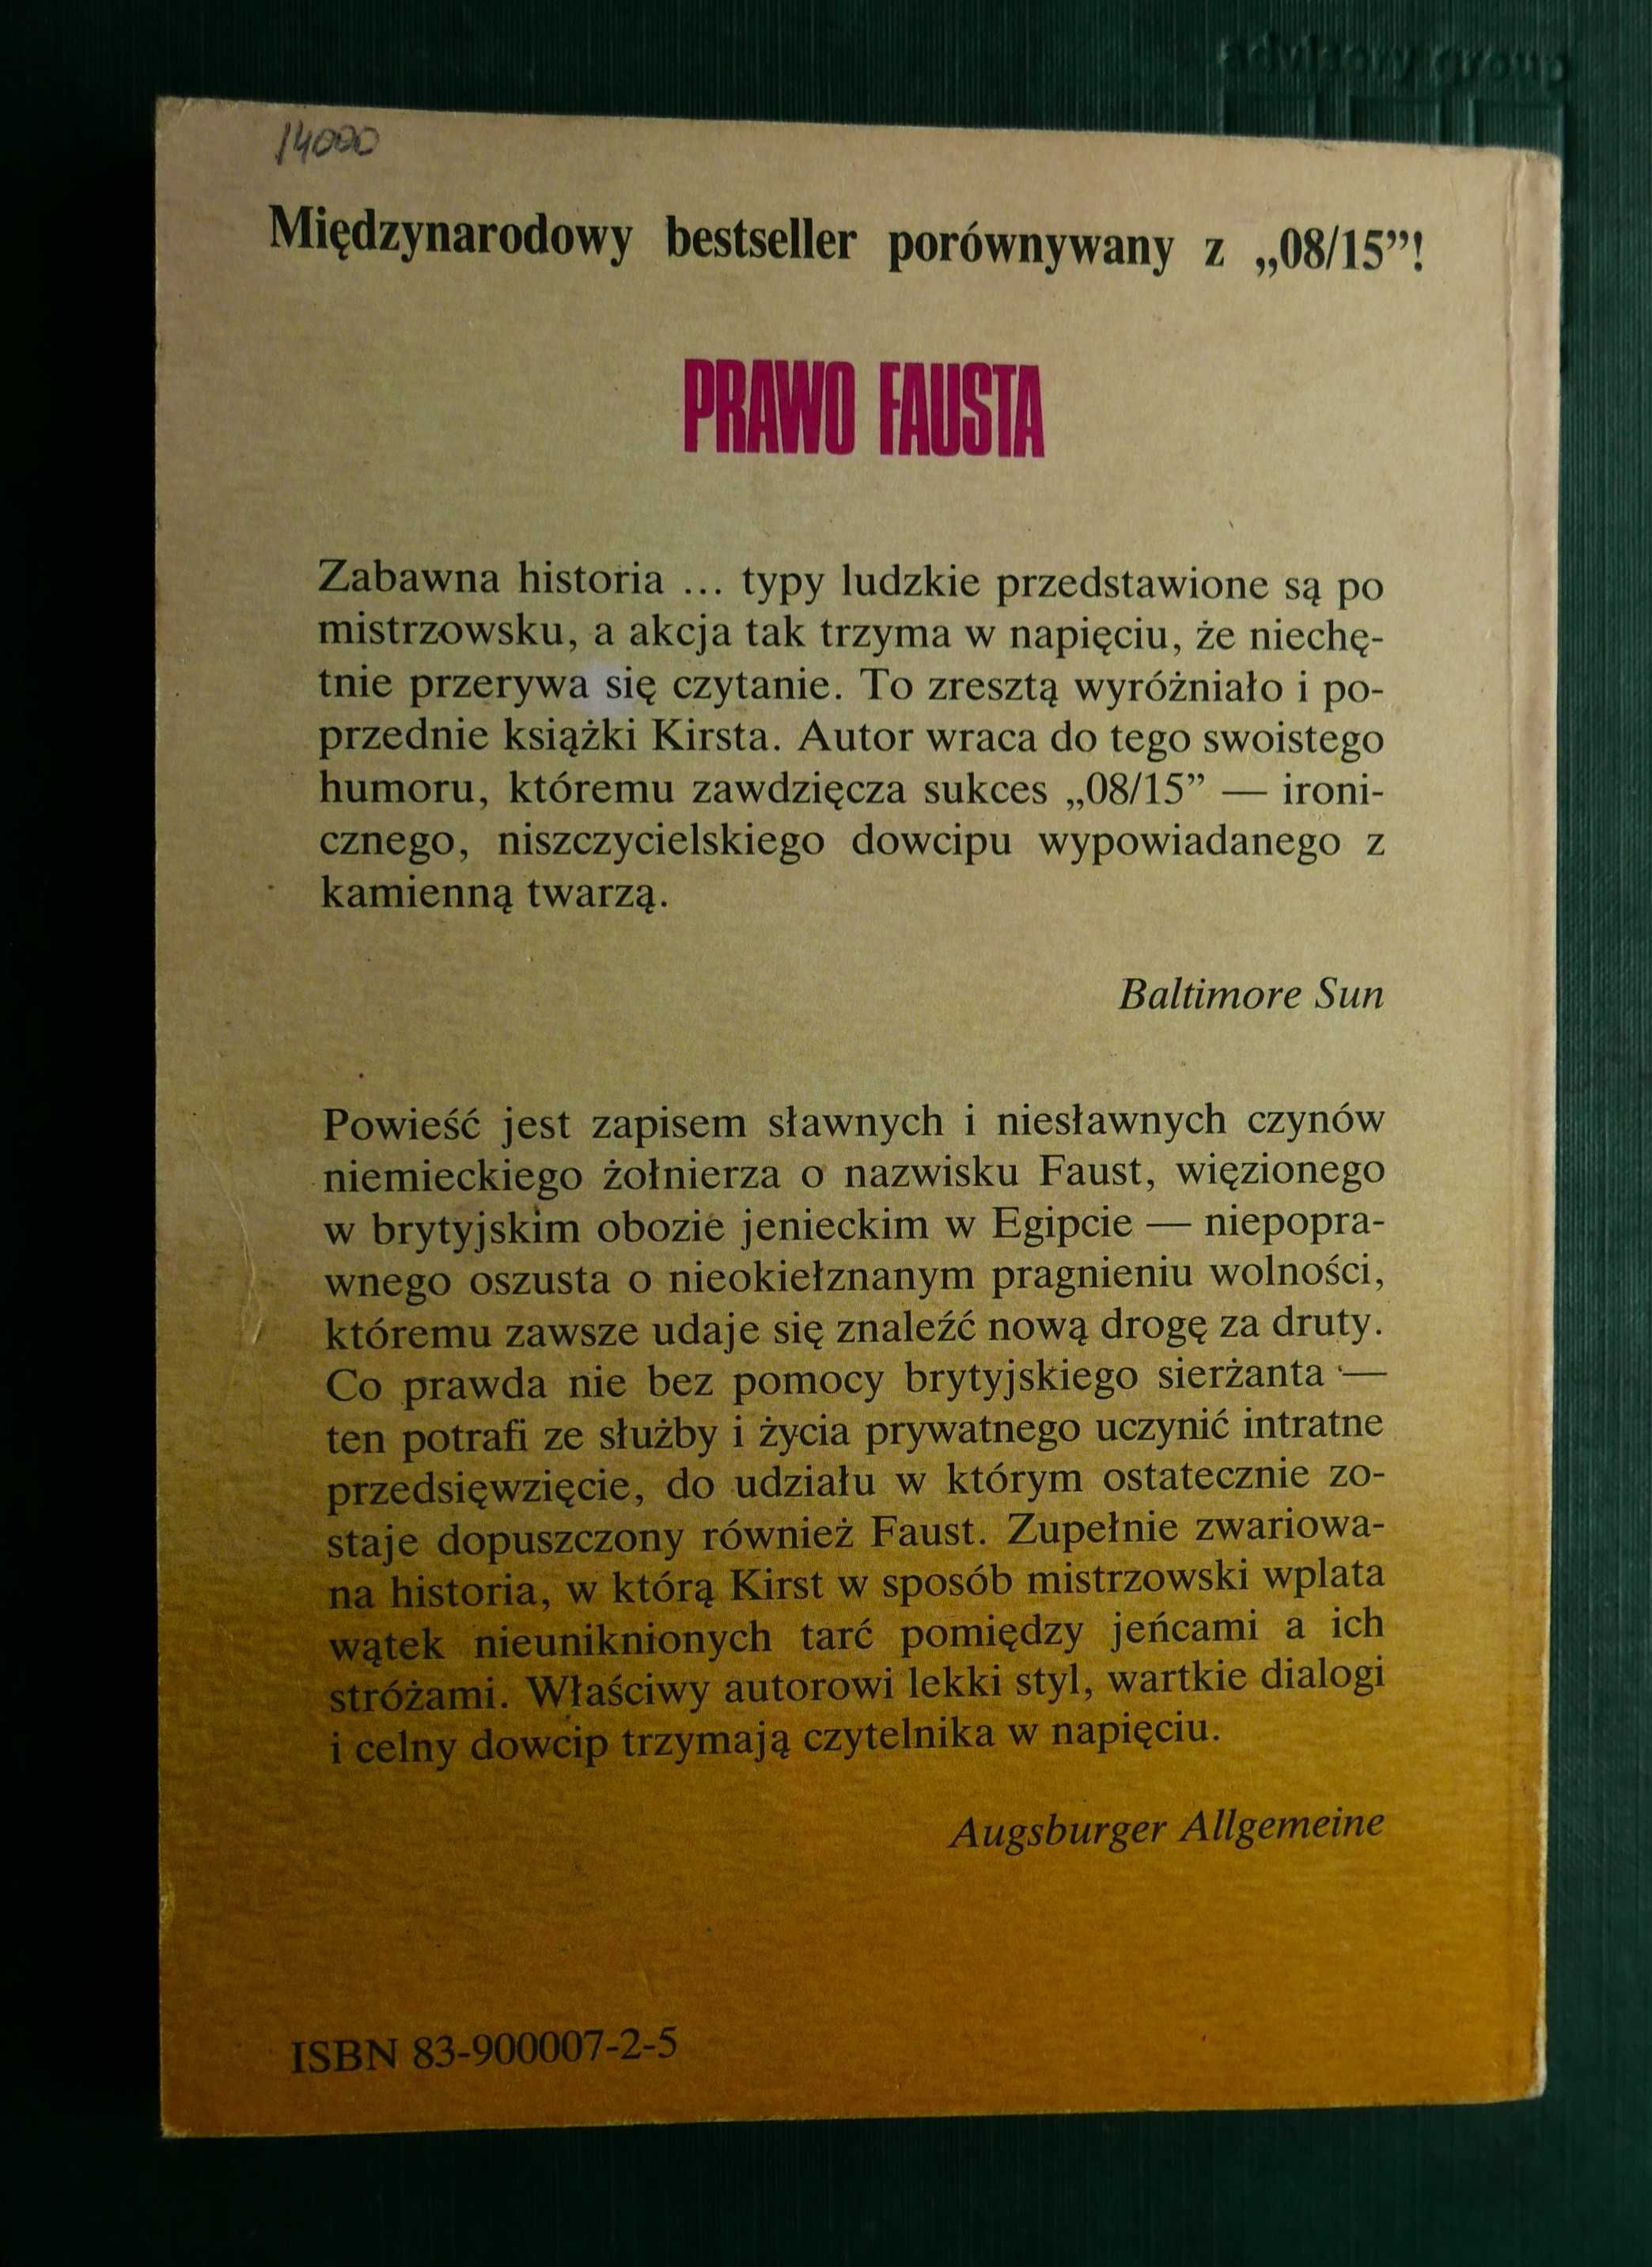 14000
Międzynarodowy bestseller porównywany z „08/15”!
PRAWO FAUSTA
Zabawna historia ... typy ludzkie przedstawione są po
mistrzowsku, a akcja tak trzyma w napięciu, że niechę-
tnie przerywa się czytanie. To zresztą wyróżniało i po-
przednie książki Kirsta. Autor wraca do tego swoistego
humoru, któremu zawdzięcza sukces „08/15” — ironi-
cznego, niszczycielskiego dowcipu wypowiadanego z
kamienną twarzą.
Baltimore Sun
Powieść jest zapisem sławnych i niesławnych czynów
niemieckiego żołnierza o nazwisku Faust, więzionego
w brytyjskim obozie jenieckim w Egipcie — niepopra-
wnego oszusta o nieokiełznanym pragnieniu wolności,
któremu zawsze udaje się znaleźć nową drogę za druty.
Co prawda nie bez pomocy brytyjskiego sierżanta —
ten potrafi ze służby i życia prywatnego uczynić intratne
przedsięwzięcie, do udziału w którym ostatecznie zo-
staje dopuszczony również Faust. Zupełnie zwariowa-
na historia, w którą Kirst w sposób mistrzowski wplata
wątek nieuniknionych tarć pomiędzy jeńcami a ich
stróżami. Właściwy autorowi lekki styl, wartkie dialogi
i celny dowcip trzymają czytelnika w napięciu.
Augsburger Allgemeine
ISBN 83-900007-2-5